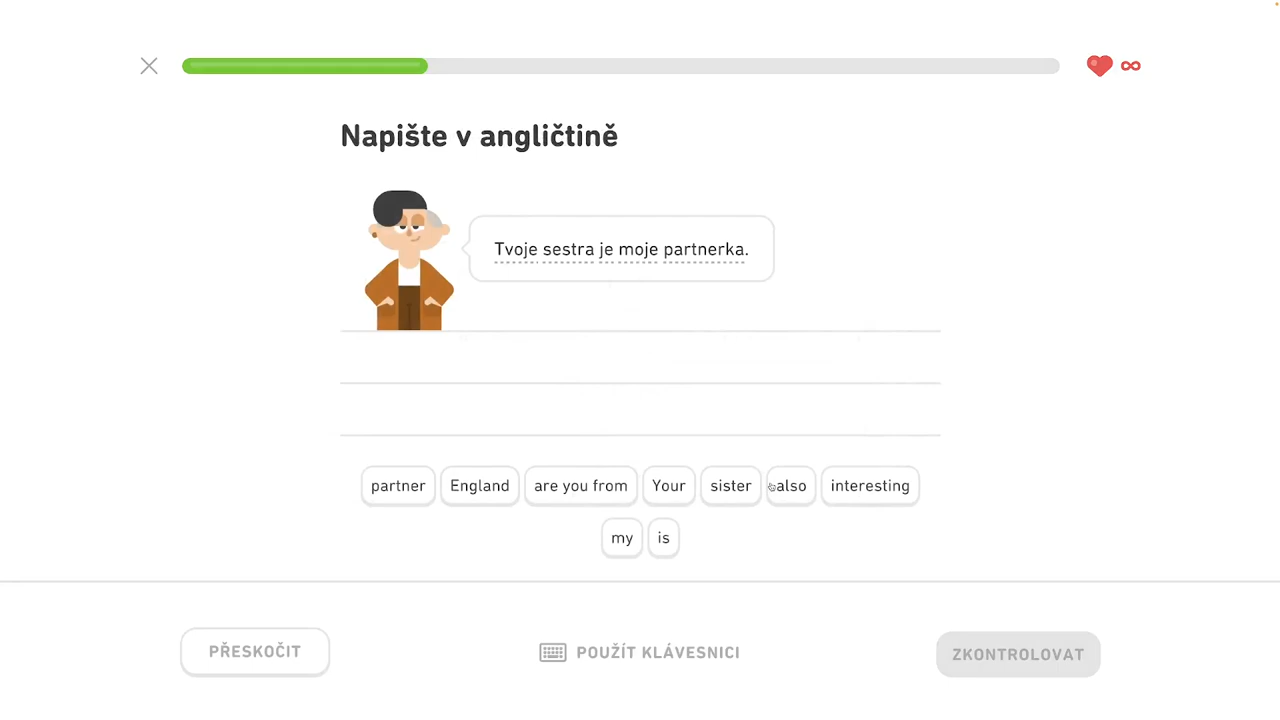 Napište v angličtině
Tvoje sestra je moje partnerka.
partner England are you from Your sister also interesting
my is
PŘESKOČIT POUŽÍT KLÁVESNICI ZKONTROLOVAT